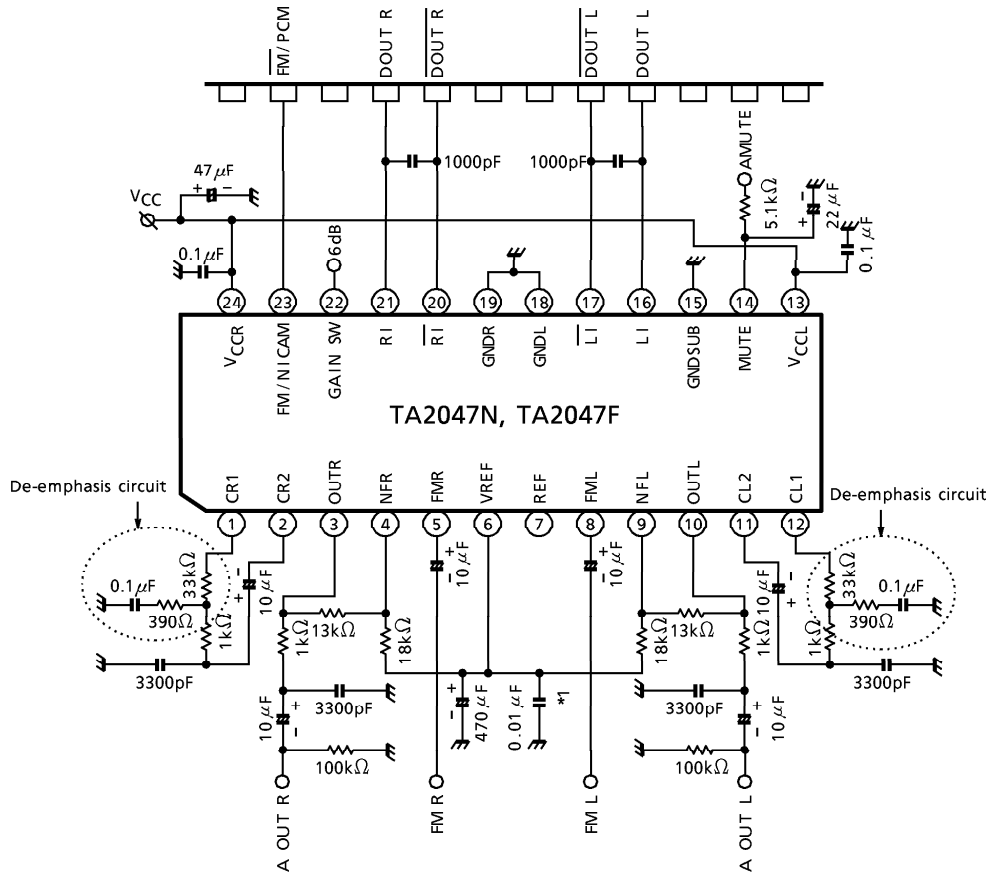 FM/PCM
DOUT R
DOUT R
DOUT L
DOUT L
1000pF
1000pF
AMUTE
5.1kΩ
+ −
22μF
0.1μF
VCC
47μF
+ −
0.1μF
6dB
24
23
22
21
20
19
18
17
16
15
14
13
VCCR
FM/NICAM
GAIN SW
RI
RI
GNDR
GNDL
LI
LI
GNDSUB
MUTE
VCCL
TA2047N, TA2047F
CR1
CR2
OUTR
NFR
FMR
VREF
REF
FML
NFL
OUTL
CL2
CL1
1
2
3
4
5
6
7
8
9
10
11
12
De-emphasis circuit
De-emphasis circuit
33kΩ
0.1μF
390Ω
1kΩ
3300pF
+ −
10μF
13kΩ
1kΩ
18kΩ
+ −
10μF
+ −
10μF
13kΩ
18kΩ
1kΩ
− +
10μF
33kΩ
0.1μF
390Ω
1kΩ
3300pF
3300pF
+ −
10μF
100kΩ
+ −
470μF
0.01μF
*1
3300pF
+ −
10μF
100kΩ
A OUT R
FM R
FM L
A OUT L